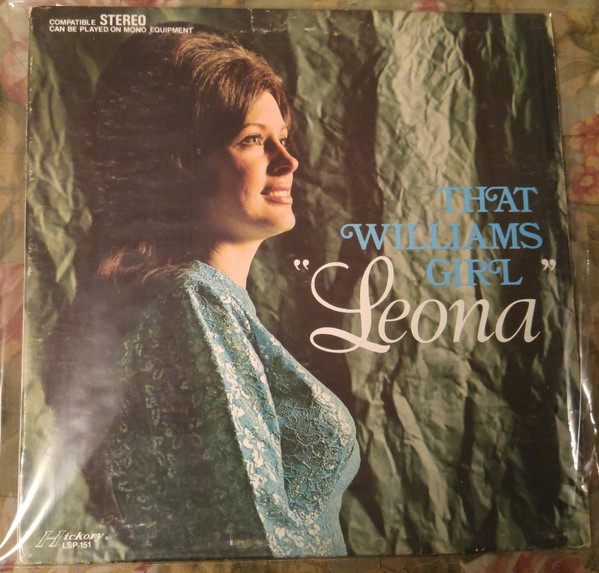 COMPATIBLE STEREO
CAN BE PLAYED ON MONO EQUIPMENT
THAT
WILLIAMS
GIRL
"Leona"
Hickory
LSP-151